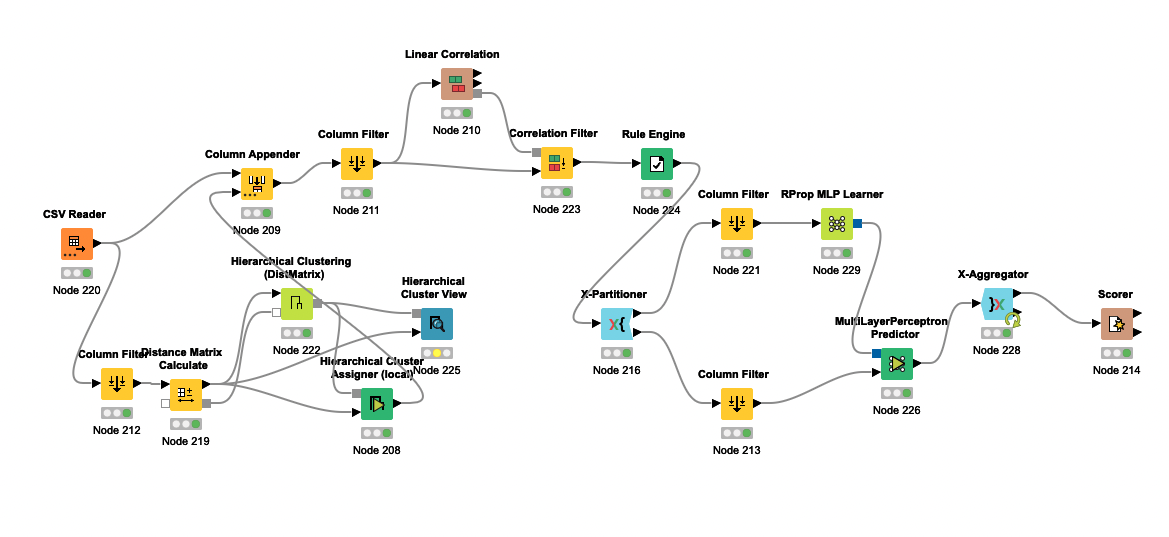 Linear Correlation
Node 210
Column Filter
Node 211
Correlation Filter
Node 223
Rule Engine
Node 224
Column Appender
Node 209
CSV Reader
Node 220
Column Filter
Node 221
RProp MLP Learner
Node 229
Hierarchical Clustering
(DistMatrix)
Node 222
Hierarchical
Cluster View
Node 225
X-Partitioner
X{
Node 216
X-Aggregator
}x
Node 228
Scorer
Node 214
MultiLayerPerceptron
Predictor
Node 226
Column Filter
Node 212
Distance Matrix
Calculate
Node 219
Hierarchical Cluster
Assigner (local)
Node 208
Column Filter
Node 213